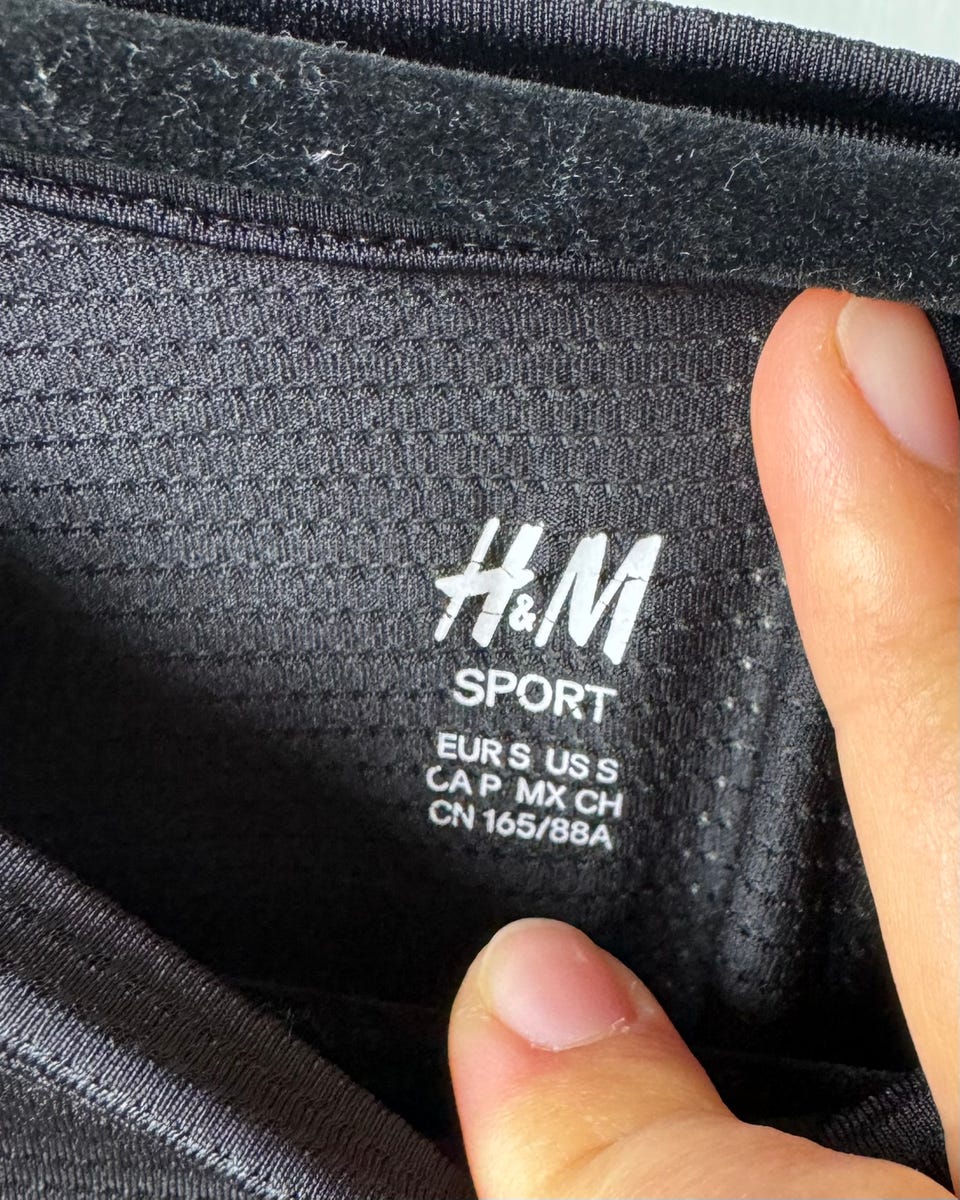 H&M
SPORT
EUR S US S
CA P MX CH
CN 165/88A